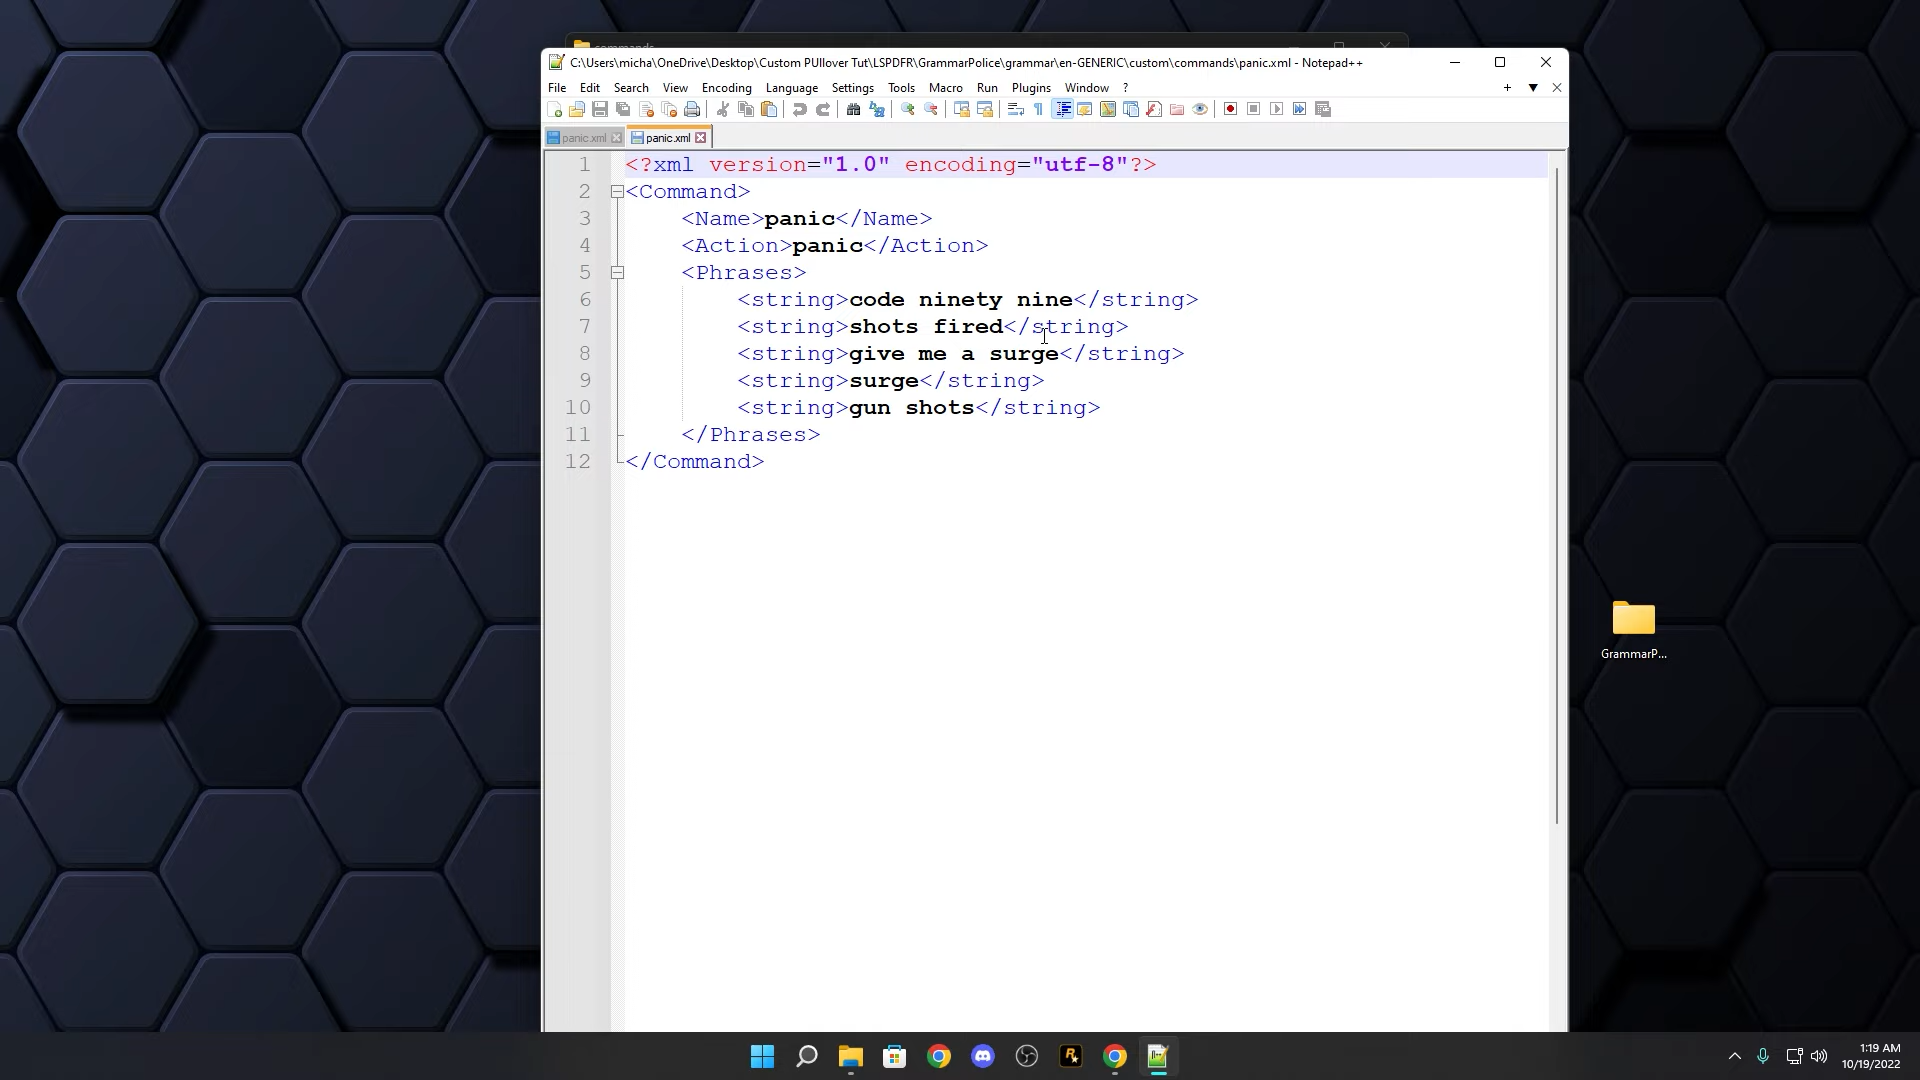 commands
C:\Users\micha\OneDrive\Desktop\Custom PUllover Tut\LSPDFR\GrammarPolice\grammar\en-GENERIC\custom\commands\panic.xml - Notepad++
File Edit Search View Encoding Language Settings Tools Macro Run Plugins Window ?
panic.xml panic.xml
1 <?xml version="1.0" encoding="utf-8"?>
2 <Command>
3 <Name>panic</Name>
4 <Action>panic</Action>
5 <Phrases>
6 <string>code ninety nine</string>
7 <string>shots fired</string>
8 <string>give me a surge</string>
9 <string>surge</string>
10 <string>gun shots</string>
11 </Phrases>
12 </Command>
GrammarP...
1:19 AM
10/19/2022